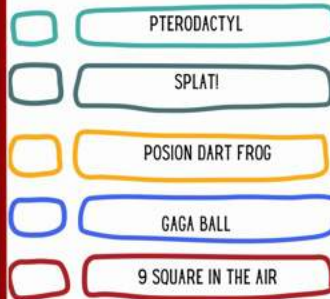 PTERODACTYL
SPLAT!
POSION DART FROG
GAGA BALL
9 SQUARE IN THE AIR